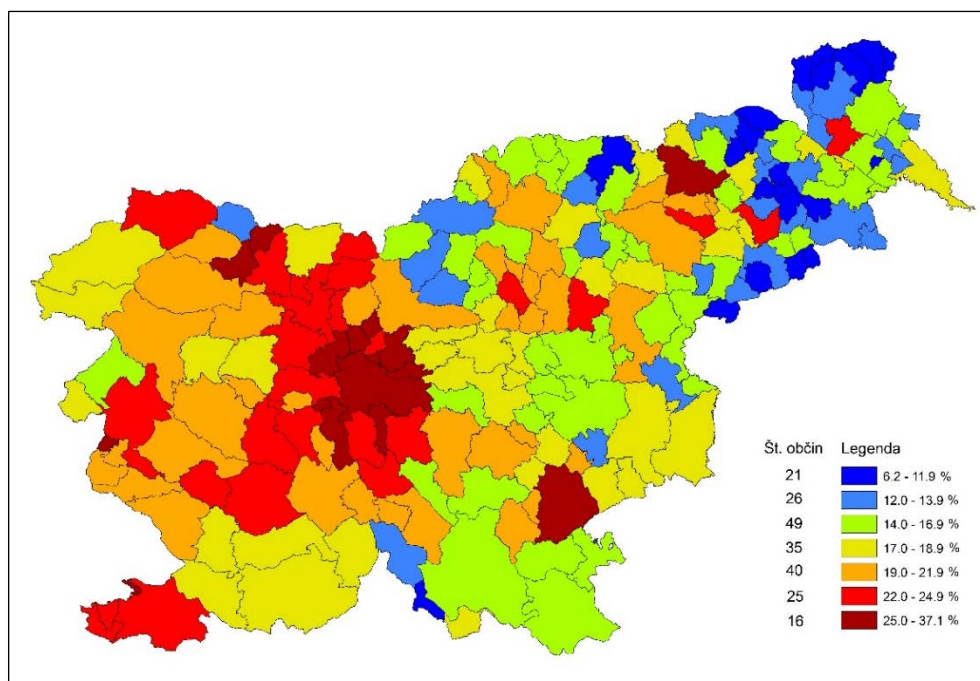 Št. občin Legenda
21 6.2 - 11.9 %
26 12.0 - 13.9 %
49 14.0 - 16.9 %
35 17.0 - 18.9 %
40 19.0 - 21.9 %
25 22.0 - 24.9 %
16 25.0 - 37.1 %